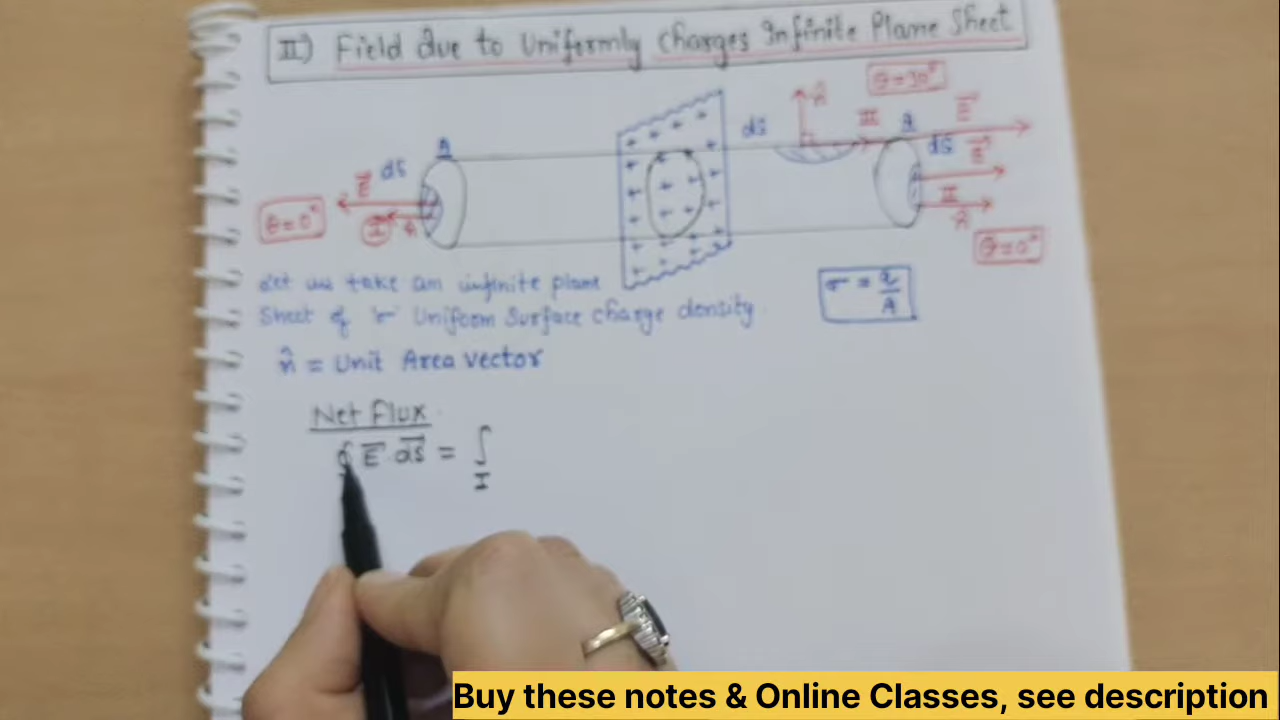 II) Field due to Uniformly Charges Infinite Plane Sheet
θ=90°
n̂
ds
III
A
E
ds
E
II
n̂
θ=0°
A
ds
E
θ=0°
I
n̂
Let us take an infinite plane
Sheet of 'σ' Uniform Surface charge density
σ = q/A
n̂ = Unit Area vector
Net Flux
∮ E . ds = ∫
I
Buy these notes & Online Classes, see description